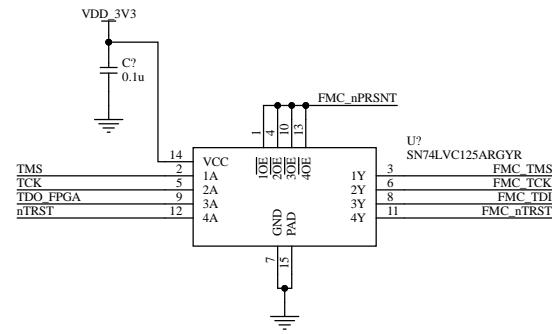 VDD_3V3
C?
0.1u
FMC_nPRSNT
1
4
10
13
U?
SN74LVC125ARGYR
1OE 2OE 3OE 4OE
14 VCC
TMS 2 1A 1Y 3 FMC_TMS
TCK 5 2A 2Y 6 FMC_TCK
TDO_FPGA 9 3A 3Y 8 FMC_TDI
nTRST 12 4A 4Y 11 FMC_nTRST
GND
PAD
7
15